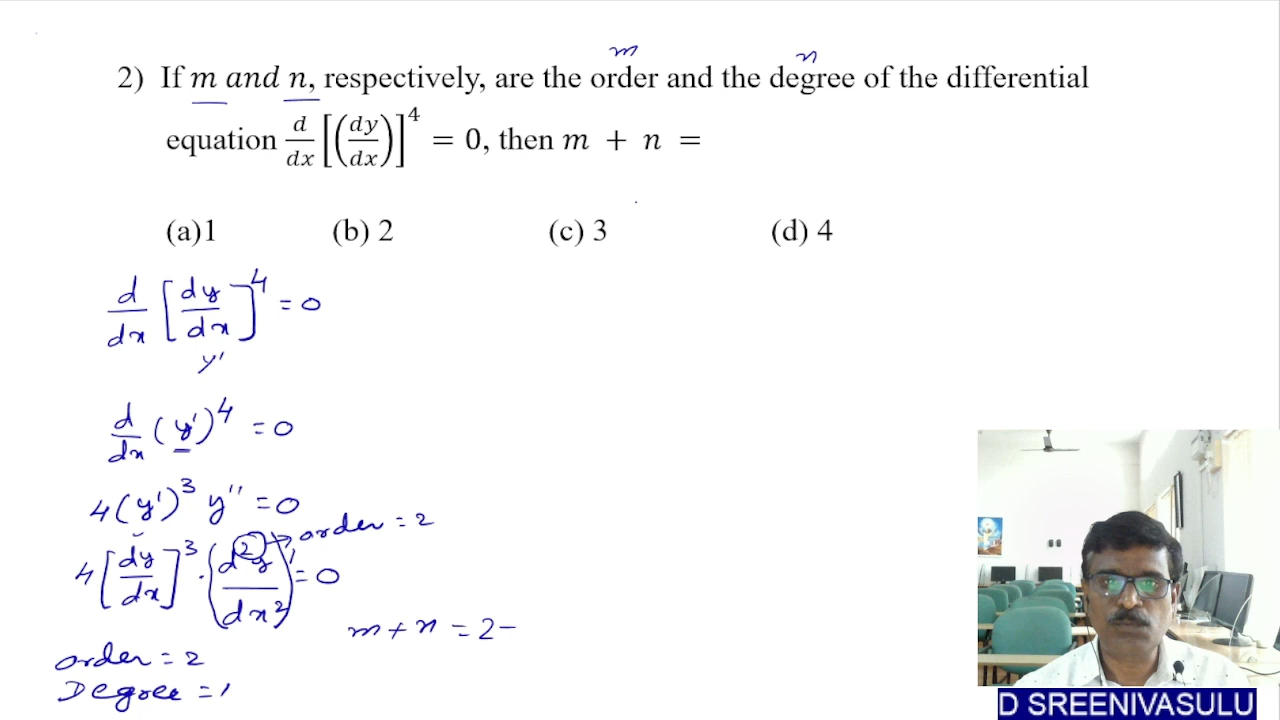 2) If m and n, respectively, are the order and the degree of the differential
m n
equation d/dx [(dy/dx)]^4 = 0, then m + n =
(a)1 (b) 2 (c) 3 (d) 4
d/dx [dy/dx]^4 = 0
y'
d/dx (y')^4 = 0
4(y')^3 y'' = 0
4[dy/dx]^3 . (d^2y/dx^2)^1 = 0 → order = 2
m + n = 2 -
order = 2
Degree = 1
D SREENIVASULU